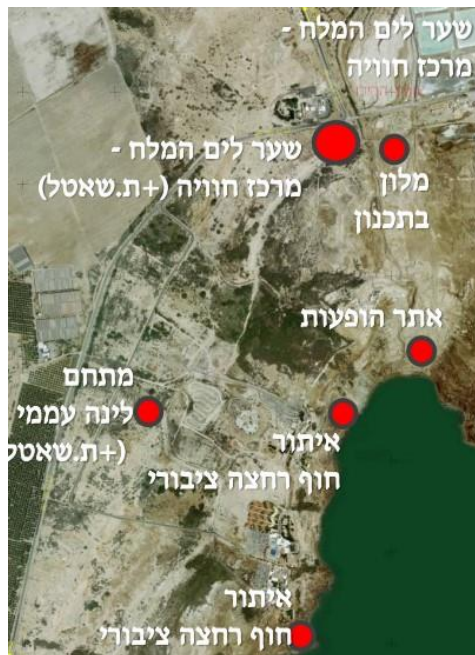 שער לים המלח -
מרכז חוויה
שער לים המלח -
מרכז חוויה (+ת.שאטל)
מלון
בתכנון
אתר הופעות
מתחם
לינה עממי
(+ת.שאטל
איתור
חוף רחצה ציבורי
איתור
חוף רחצה ציבורי